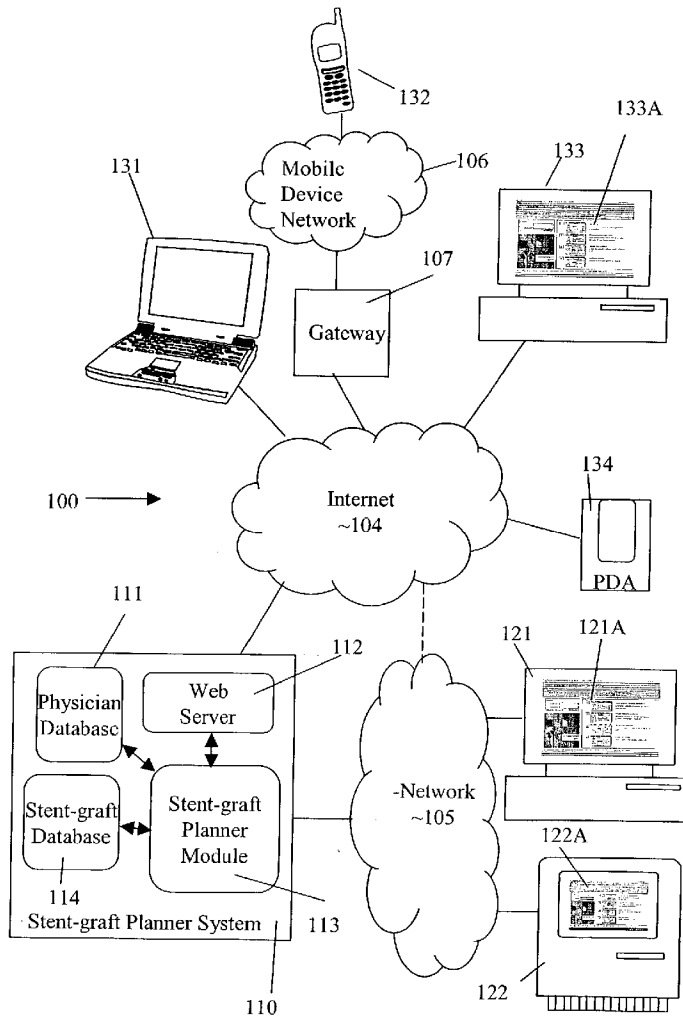 132
133A
133
106
131
Mobile
Device
Network
107
Gateway
134
100
Internet
~104
PDA
111
112
121
121A
Physician
Database
Web
Server
Stent-graft
Database
Stent-graft
Planner
Module
-Network
~105
122A
114
113
Stent-graft Planner System
122
110